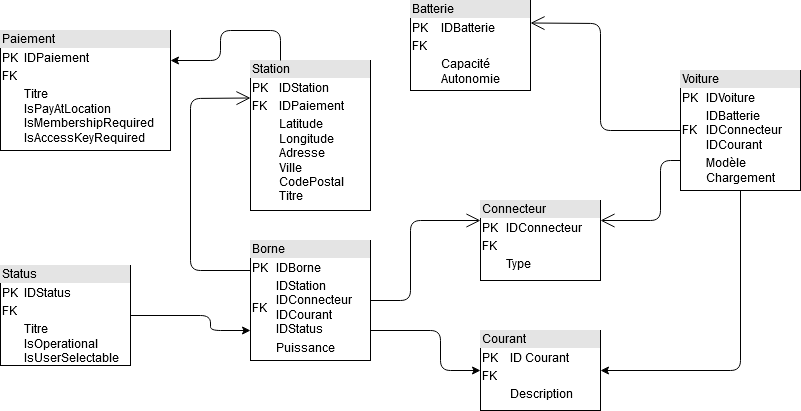 Paiement
PK IDPaiement
FK
Titre
IsPayAtLocation
IsMembershipRequired
IsAccessKeyRequired
Station
PK IDStation
FK IDPaiement
Latitude
Longitude
Adresse
Ville
CodePostal
Titre
Batterie
PK IDBatterie
FK
Capacité
Autonomie
Voiture
PK IDVoiture
IDBatterie
FK IDConnecteur
IDCourant
Modèle
Chargement
Connecteur
PK IDConnecteur
FK
Type
Status
PK IDStatus
FK
Titre
IsOperational
IsUserSelectable
Borne
PK IDBorne
IDStation
IDConnecteur
FK
IDCourant
IDStatus
Puissance
Courant
PK ID Courant
FK
Description